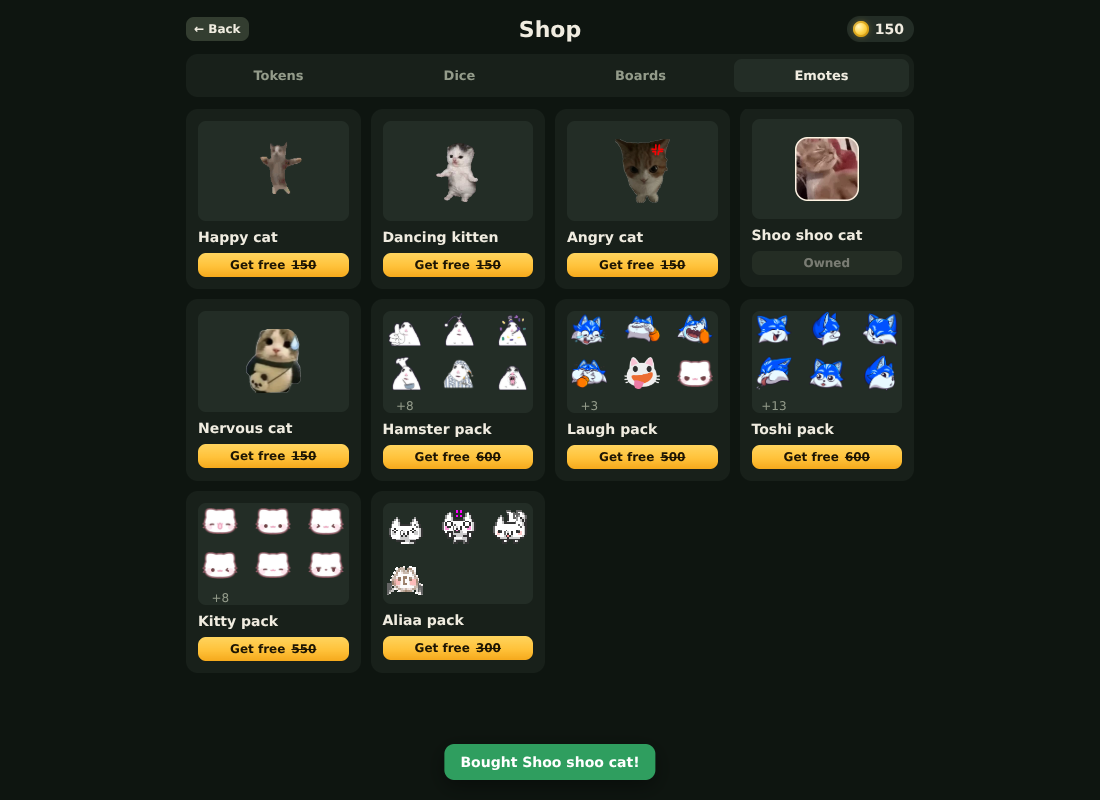 ← Back
Shop
150
Tokens
Dice
Boards
Emotes
Happy cat
Get free 150
Dancing kitten
Get free 150
Angry cat
Get free 150
Shoo shoo cat
Owned
Nervous cat
Get free 150
+8
Hamster pack
Get free 600
+3
Laugh pack
Get free 500
+13
Toshi pack
Get free 600
+8
Kitty pack
Get free 550
Aliaa pack
Get free 300
Bought Shoo shoo cat!